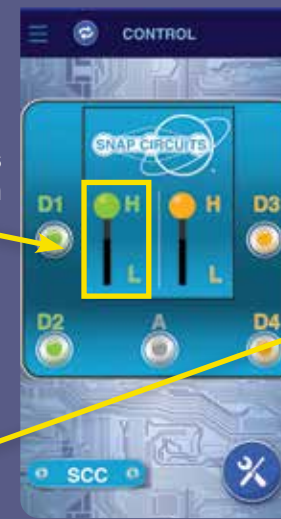 CONTROL
SNAP CIRCUITS
D1 H H D3
L L
D2 A D4
SCC